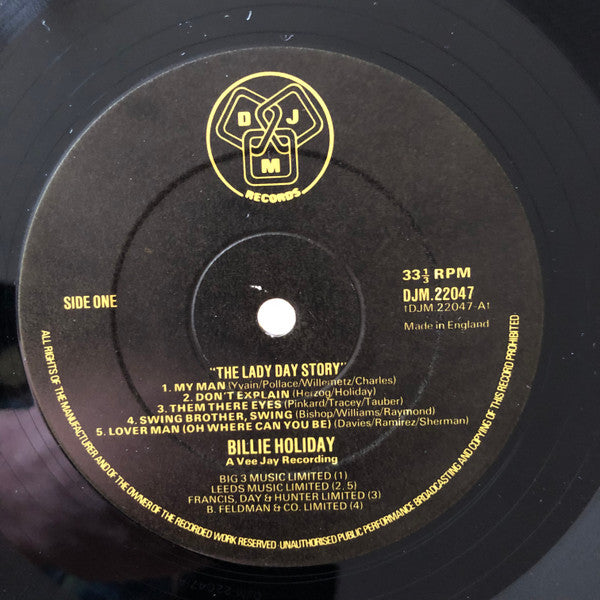 D J
M
RECORDS
33⅓ RPM
SIDE ONE
DJM.22047
1DJM.22047-A1
Made in England
"THE LADY DAY STORY"
1. MY MAN (Yvain/Pollace/Willemetz/Charles)
2. DON'T EXPLAIN (Herzog/Holiday)
3. THEM THERE EYES (Pinkard/Tracey/Tauber)
4. SWING BROTHER, SWING (Bishop/Williams/Raymond)
5. LOVER MAN (OH WHERE CAN YOU BE) (Davies/Ramirez/Sherman)
BILLIE HOLIDAY
A Vee Jay Recording
BIG 3 MUSIC LIMITED (1)
LEEDS MUSIC LIMITED (2, 5)
FRANCIS, DAY & HUNTER LIMITED (3)
B. FELDMAN & CO. LIMITED (4)
ALL RIGHTS OF THE MANUFACTURER AND OF THE OWNER OF THE RECORDED WORK RESERVED · UNAUTHORISED PUBLIC PERFORMANCE BROADCASTING AND COPYING OF THIS RECORD PROHIBITED